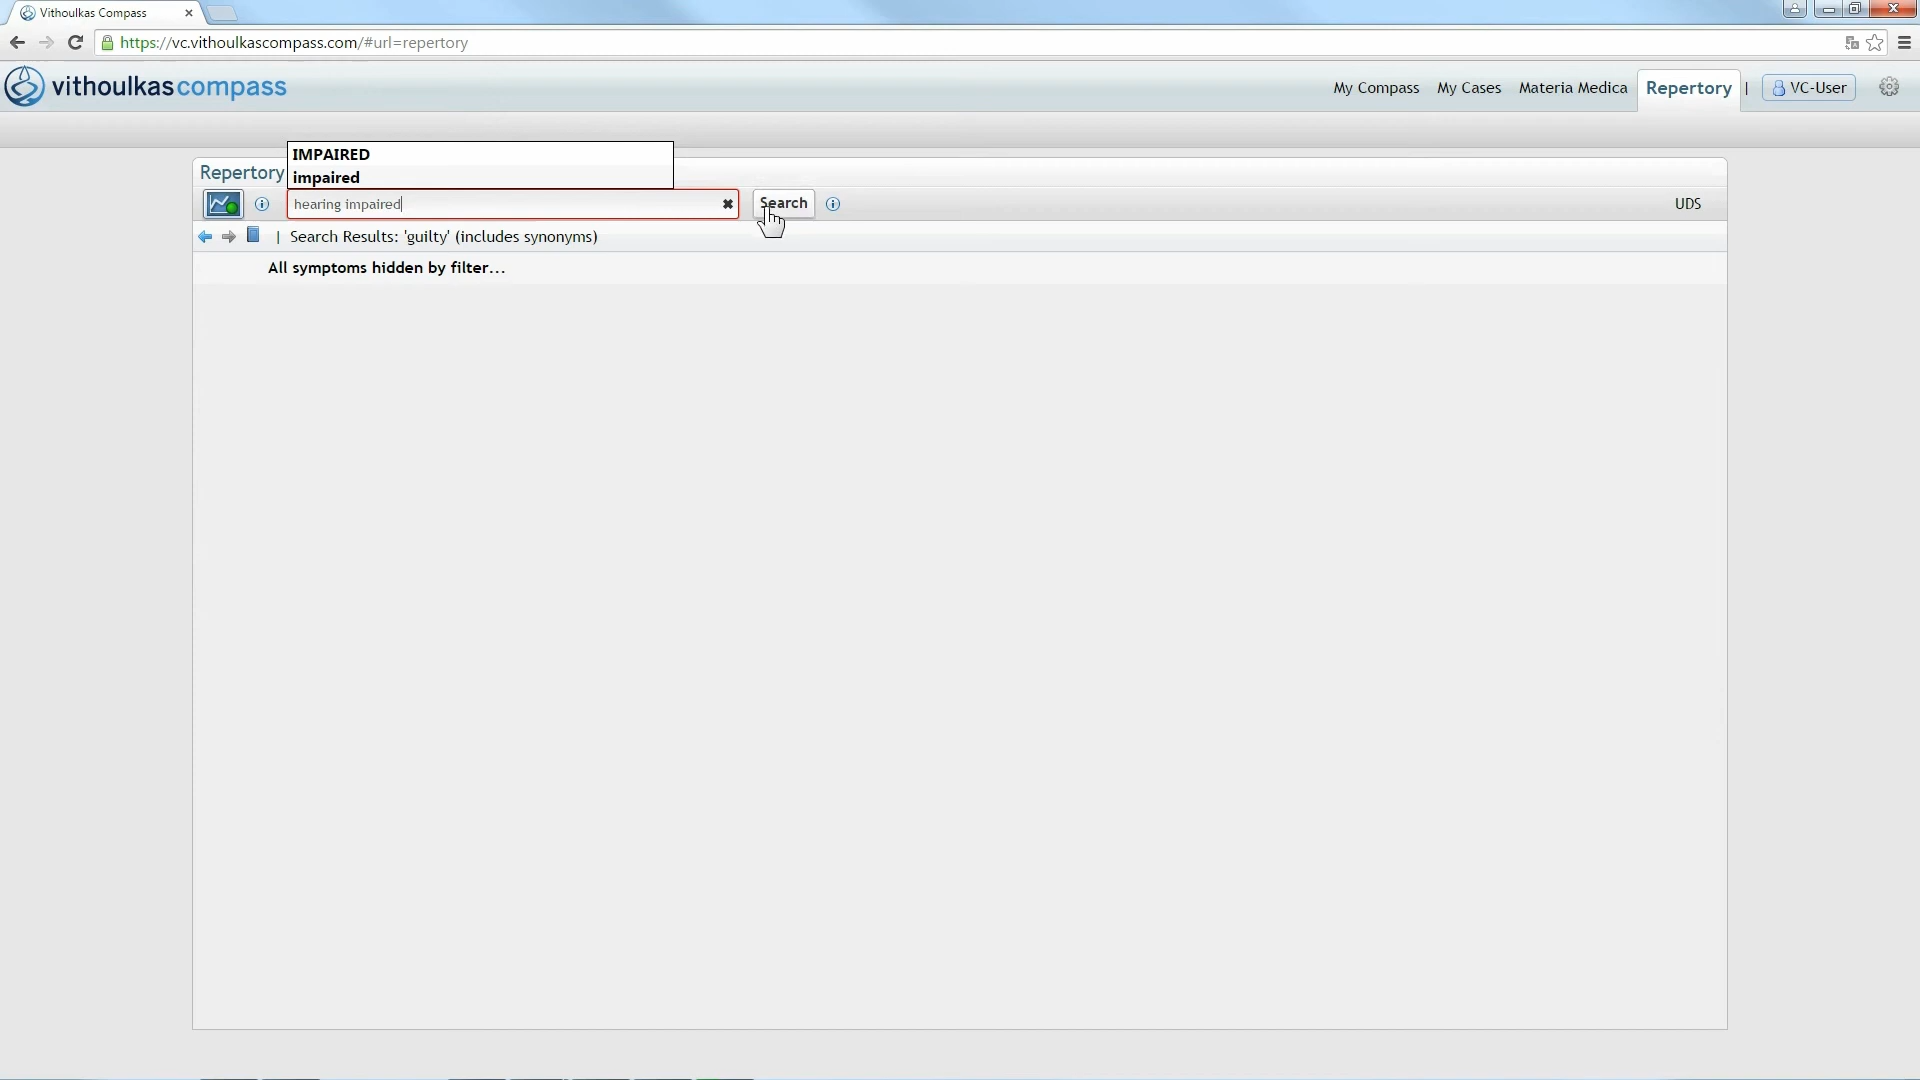 Vithoulkas Compass
https://vc.vithoulkascompass.com/#url=repertory
vithoulkascompass
My Compass My Cases Materia Medica Repertory | VC-User
IMPAIRED
impaired
Repertory
hearing impaired
Search
UDS
| Search Results: 'guilty' (includes synonyms)
All symptoms hidden by filter...